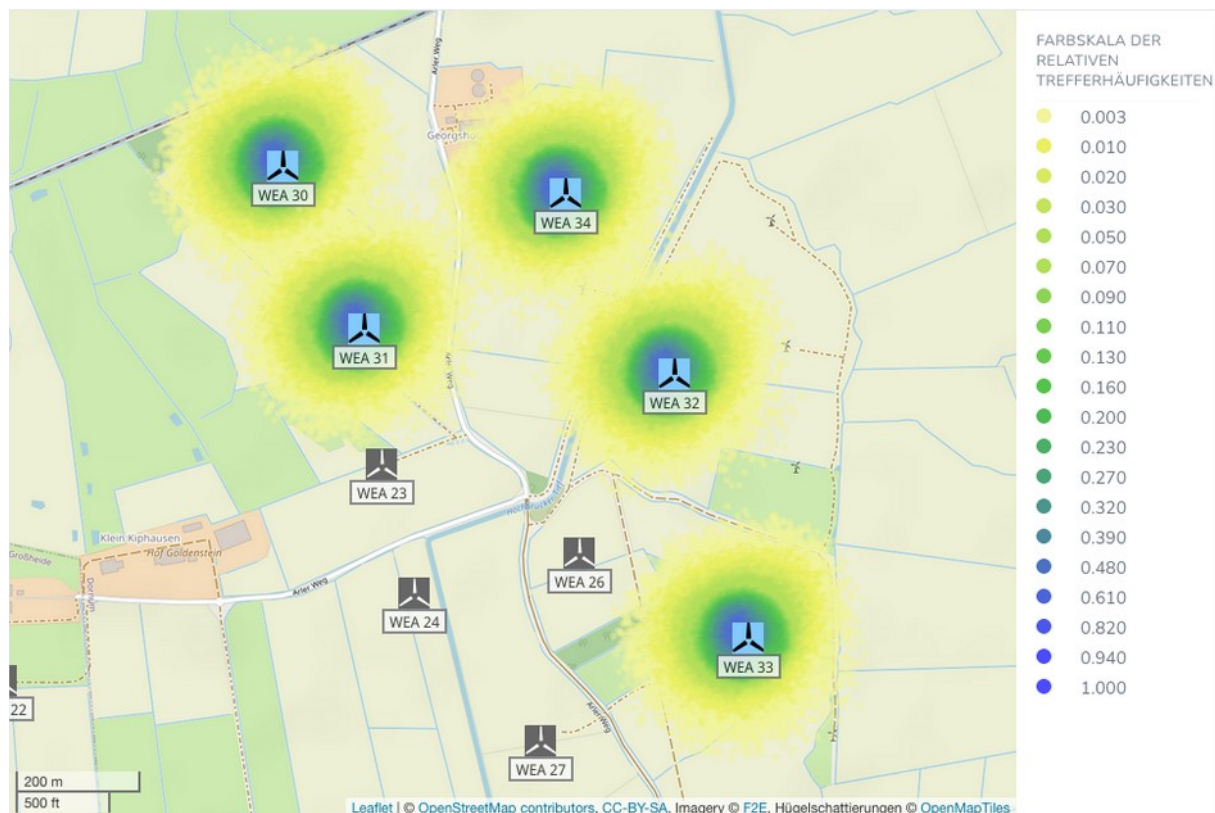 FARBSKALA DER
RELATIVEN
TREFFERHÄUFIGKEITEN
0.003
0.010
0.020
0.030
0.050
0.070
0.090
0.110
0.130
0.160
0.200
0.230
0.270
0.320
0.390
0.480
0.610
0.820
0.940
1.000
Arler Weg
WEA 30
WEA 34
WEA 31
WEA 32
WEA 23
Klein Kiphausen
Hof Goldenstein
Großheide
Dornum
Arler Weg
WEA 24
WEA 26
WEA 33
22
Arler Weg
WEA 27
200 m
500 ft
Leaflet | © OpenStreetMap contributors, CC-BY-SA, Imagery © F2E, Hügelschattierungen © OpenMapTiles